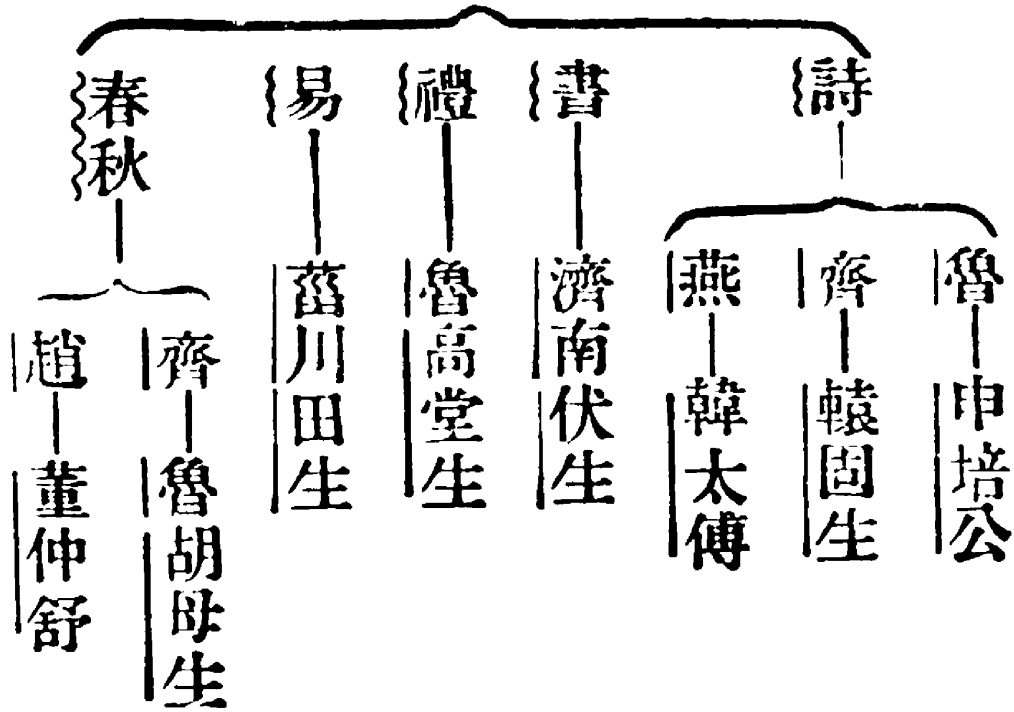 詩
魯
申培公
齊
轅固生
燕
韓太傅
書
濟南伏生
禮
魯高堂生
易
菑川田生
春秋
齊
魯胡母生
趙
董仲舒